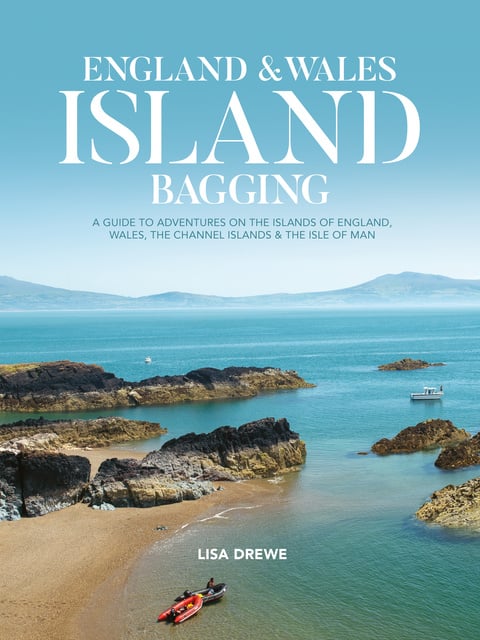 ENGLAND & WALES
ISLAND
BAGGING
A GUIDE TO ADVENTURES ON THE ISLANDS OF ENGLAND,
WALES, THE CHANNEL ISLANDS & THE ISLE OF MAN
LISA DREWE